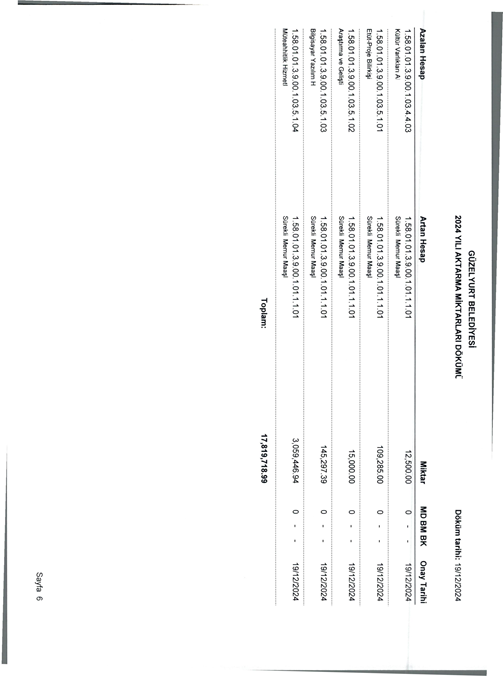 GÜZELYURT BELEDİYESİ
2024 YILI AKTARMA MİKTARLARI DÖKÜMÜ
Döküm tarihi: 19/12/2024
Azalan Hesap Artan Hesap Miktar MD BM BK Onay Tarihi
1.58.01.01.3.9.00.1.03.4.4.03 1.58.01.01.3.9.00.1.01.1.1.01 12,500.00 0 - - 19/12/2024
Kültür Varlıkları A Sürekli Memur Maaşl
1.58.01.01.3.9.00.1.03.5.1.01 1.58.01.01.3.9.00.1.01.1.1.01 109,285.00 0 - - 19/12/2024
Etüt-Proje Bilirkişi Sürekli Memur Maaşl
1.58.01.01.3.9.00.1.03.5.1.02 1.58.01.01.3.9.00.1.01.1.1.01 15,000.00 0 - - 19/12/2024
Araştırma ve Gelişti Sürekli Memur Maaşl
1.58.01.01.3.9.00.1.03.5.1.03 1.58.01.01.3.9.00.1.01.1.1.01 145,297.39 0 - - 19/12/2024
Bilgisayar Yazılım H Sürekli Memur Maaşl
1.58.01.01.3.9.00.1.03.5.1.04 1.58.01.01.3.9.00.1.01.1.1.01 3,059,446.94 0 - - 19/12/2024
Müteahhitlik Hizmetl Sürekli Memur Maaşl
Toplam: 17,819,718.99
Sayfa 6